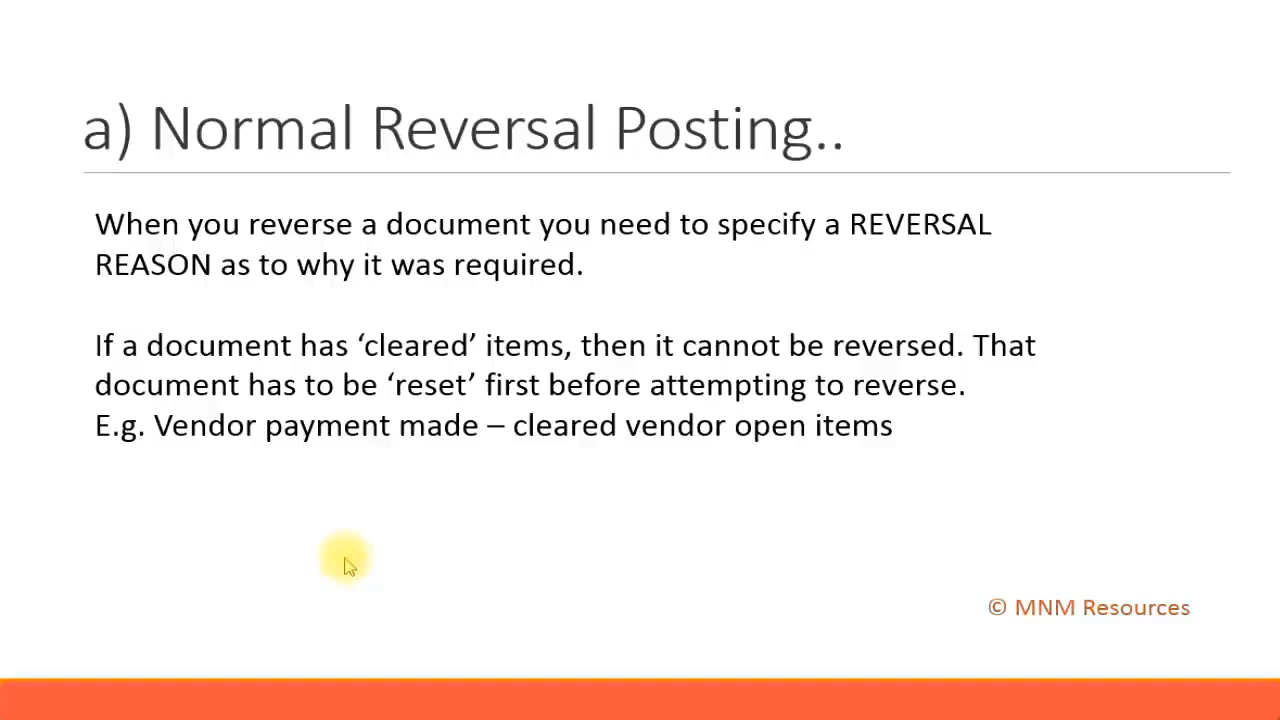 a) Normal Reversal Posting..
When you reverse a document you need to specify a REVERSAL
REASON as to why it was required.
If a document has ‘cleared’ items, then it cannot be reversed. That
document has to be ‘reset’ first before attempting to reverse.
E.g. Vendor payment made – cleared vendor open items
© MNM Resources